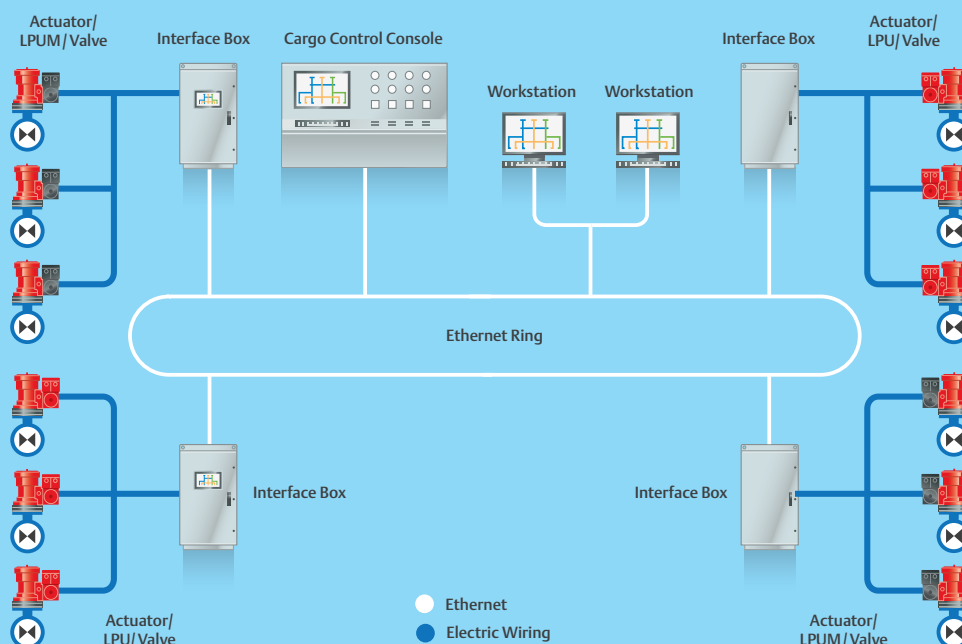 Actuator/
LPUM/ Valve
Interface Box
Cargo Control Console
Interface Box
Actuator/
LPU/ Valve
Workstation
Workstation
Ethernet Ring
Interface Box
Interface Box
Actuator/
LPU/ Valve
Ethernet
Electric Wiring
Actuator/
LPUM/ Valve